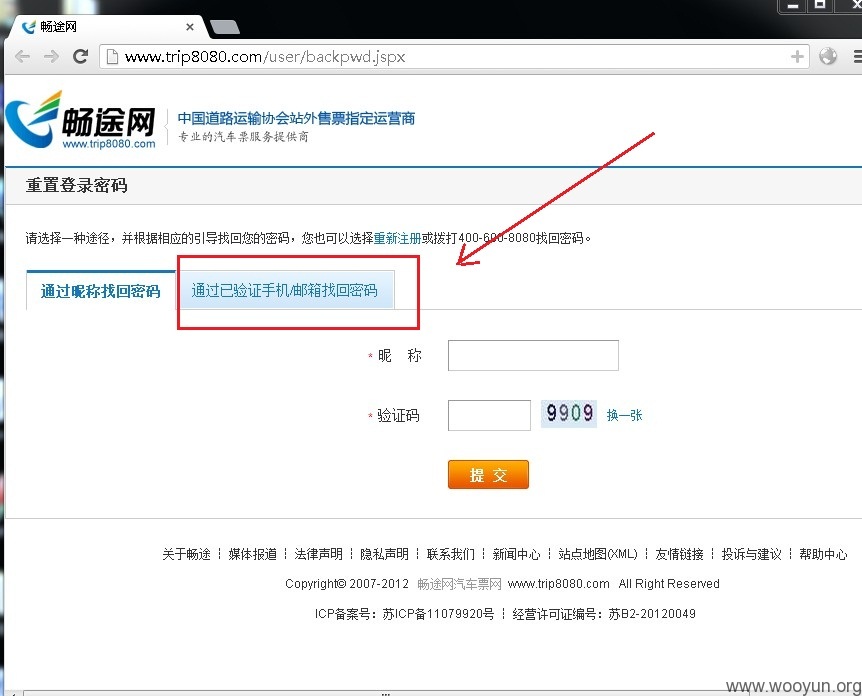 畅途网
www.trip8080.com/user/backpwd.jspx
畅途网
www.trip8080.com
中国道路运输协会站外售票指定运营商
专业的汽车票服务提供商
重置登录密码
请选择一种途径，并根据相应的引导找回您的密码，您也可以选择重新注册或拨打400-690-8080找回密码。
通过昵称找回密码 通过已验证手机/邮箱找回密码
* 昵 称
* 验证码 9909 换一张
提 交
关于畅途 ┆ 媒体报道 ┆ 法律声明 ┆ 隐私声明 ┆ 联系我们 ┆ 新闻中心 ┆ 站点地图(XML) ┆ 友情链接 ┆ 投诉与建议 ┆ 帮助中心
Copyright© 2007-2012 畅途网汽车票网 www.trip8080.com All Right Reserved
ICP备案号：苏ICP备11079920号 ┆ 经营许可证编号：苏B2-20120049
www.wooyun.org